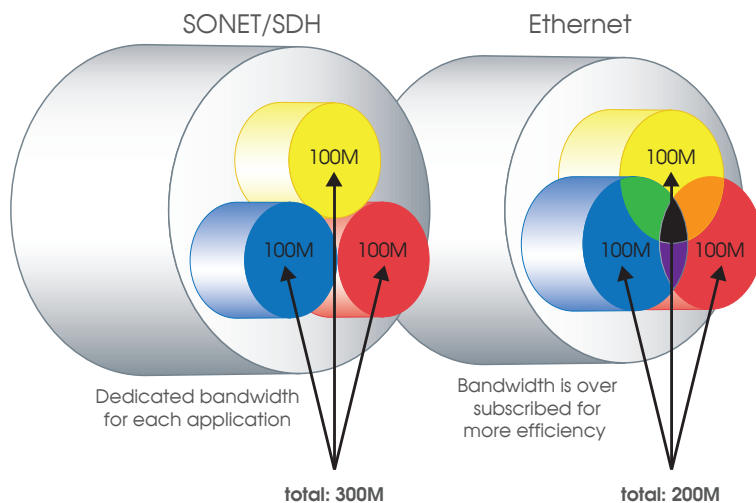 SONET/SDH
100M
100M
100M
Dedicated bandwidth
for each application
total: 300M
Ethernet
100M
100M
100M
Bandwidth is over
subscribed for
more efficiency
total: 200M